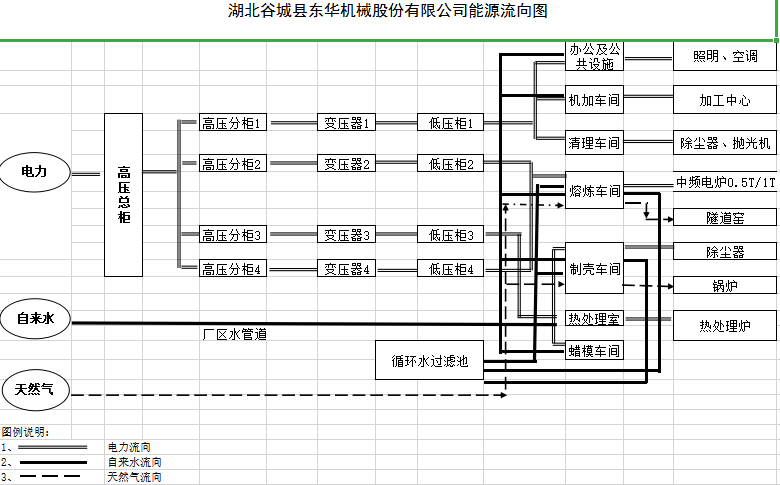 湖北谷城县东华机械股份有限公司能源流向图
办公及公
共设施
照明、空调
机加车间
加工中心
高压分柜1
变压器1
低压柜1
清理车间
除尘器、抛光机
高压分柜2
变压器2
低压柜2
电力
高
压
总
柜
熔炼车间
中频电炉0.5T/1T
隧道窑
高压分柜3
变压器3
低压柜3
除尘器
高压分柜4
变压器4
低压柜4
制壳车间
锅炉
自来水
热处理室
热处理炉
厂区水管道
蜡模车间
循环水过滤池
天然气
图例说明：
1、
电力流向
2、
自来水流向
3、
天然气流向